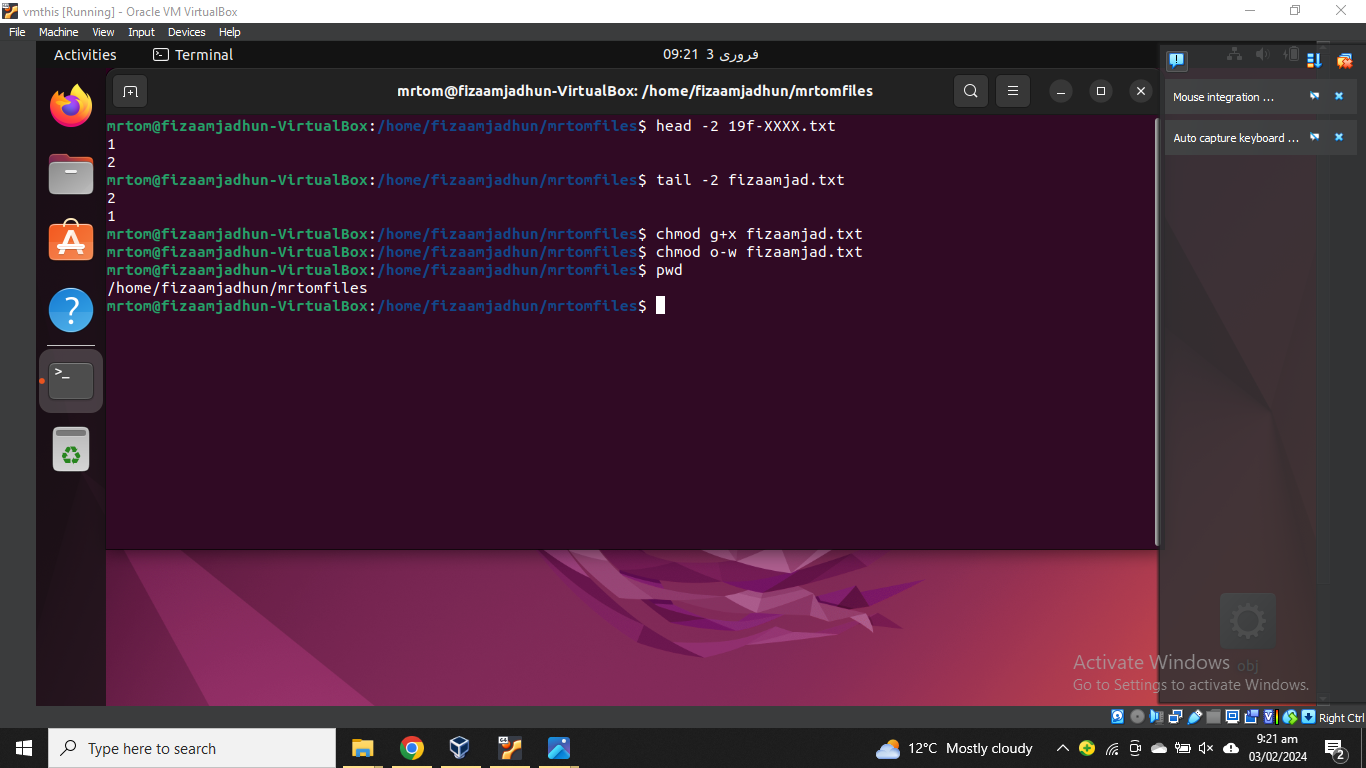 vmthis [Running] - Oracle VM VirtualBox
File Machine View Input Devices Help
Activities Terminal 09:21 3 فروری
mrtom@fizaamjadhun-VirtualBox: /home/fizaamjadhun/mrtomfiles
Mouse integration ...
Auto capture keyboard ...
mrtom@fizaamjadhun-VirtualBox:/home/fizaamjadhun/mrtomfiles$ head -2 19f-XXXX.txt
1
2
mrtom@fizaamjadhun-VirtualBox:/home/fizaamjadhun/mrtomfiles$ tail -2 fizaamjad.txt
2
1
mrtom@fizaamjadhun-VirtualBox:/home/fizaamjadhun/mrtomfiles$ chmod g+x fizaamjad.txt
mrtom@fizaamjadhun-VirtualBox:/home/fizaamjadhun/mrtomfiles$ chmod o-w fizaamjad.txt
mrtom@fizaamjadhun-VirtualBox:/home/fizaamjadhun/mrtomfiles$ pwd
/home/fizaamjadhun/mrtomfiles
mrtom@fizaamjadhun-VirtualBox:/home/fizaamjadhun/mrtomfiles$
obj
Activate Windows
Go to Settings to activate Windows.
Right Ctrl
Type here to search
12°C Mostly cloudy
9:21 am
03/02/2024
2